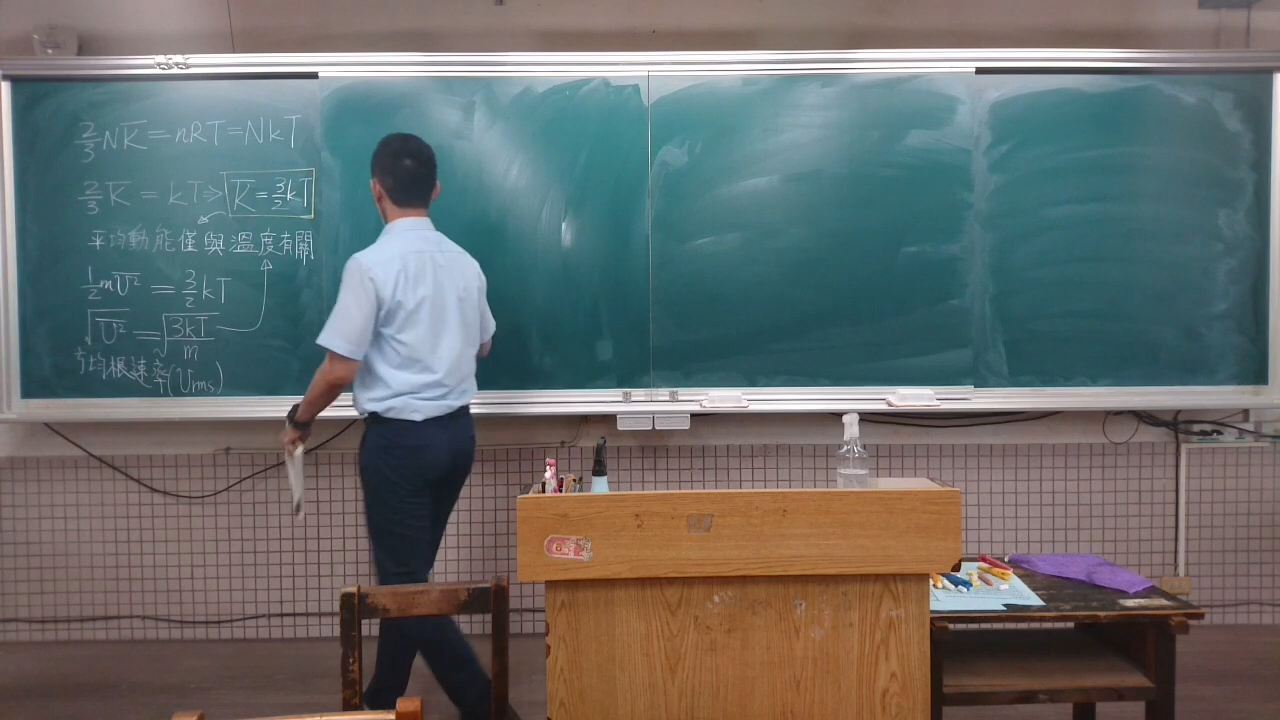 2/3 NK̅ = nRT = NkT
2/3 K̅ = kT ⇒ K̅ = 3/2 kT
平均動能僅與溫度有關
1/2 mv̅² = 3/2 kT
√v̅² = √(3kT/m)
方均根速率(Vrms)